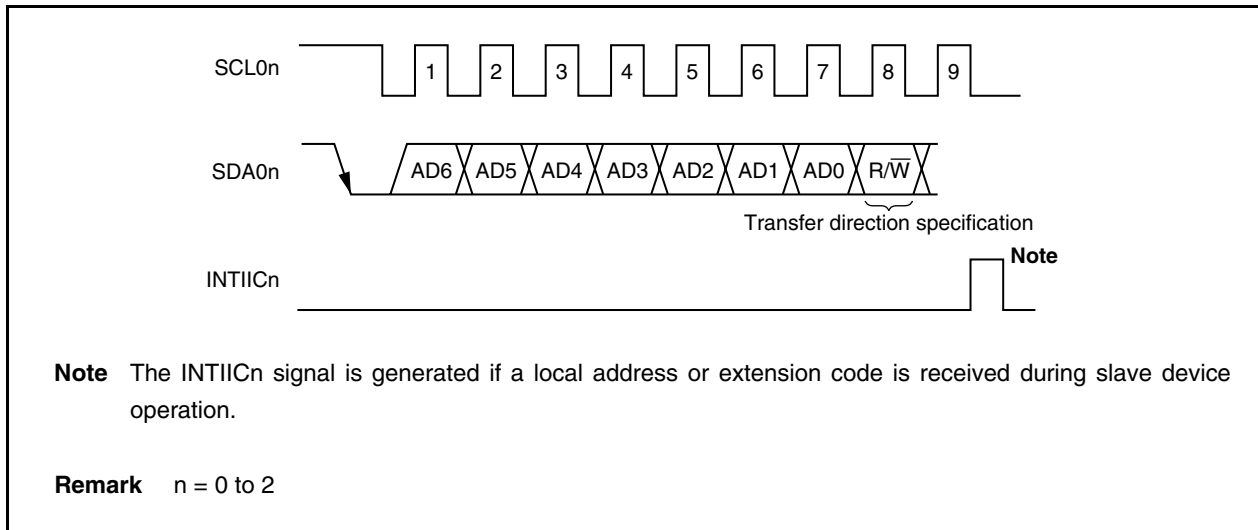 SCL0n 1 2 3 4 5 6 7 8 9
SDA0n AD6 AD5 AD4 AD3 AD2 AD1 AD0 R/W̅
Transfer direction specification
Note
INTIICn
Note The INTIICn signal is generated if a local address or extension code is received during slave device
operation.
Remark n = 0 to 2